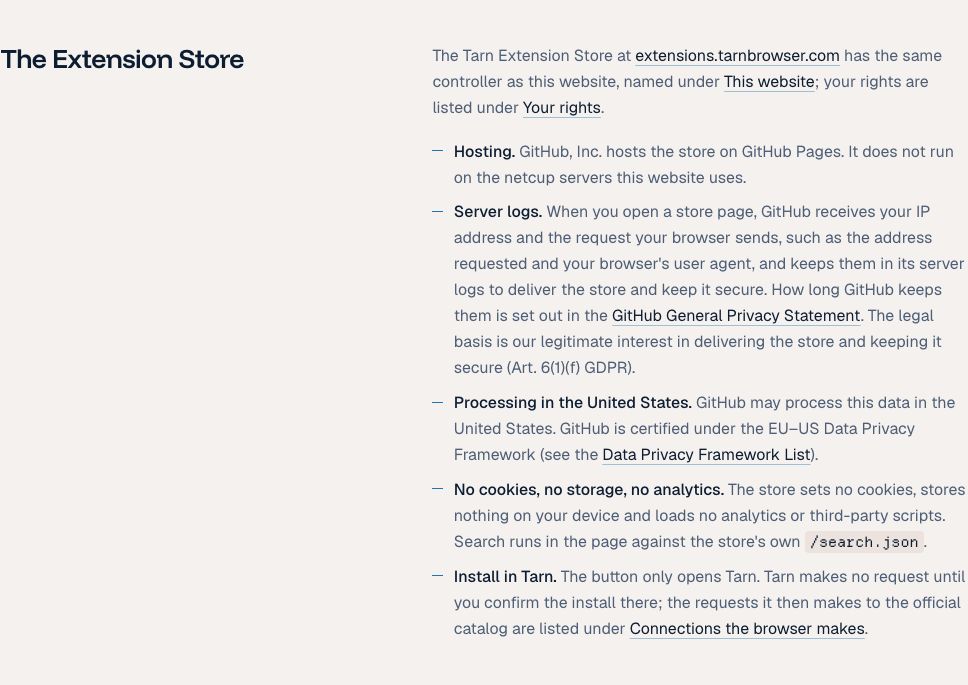 The Extension Store
The Tarn Extension Store at extensions.tarnbrowser.com has the same
controller as this website, named under This website; your rights are
listed under Your rights.
— Hosting. GitHub, Inc. hosts the store on GitHub Pages. It does not run
on the netcup servers this website uses.
— Server logs. When you open a store page, GitHub receives your IP
address and the request your browser sends, such as the address
requested and your browser's user agent, and keeps them in its server
logs to deliver the store and keep it secure. How long GitHub keeps
them is set out in the GitHub General Privacy Statement. The legal
basis is our legitimate interest in delivering the store and keeping it
secure (Art. 6(1)(f) GDPR).
— Processing in the United States. GitHub may process this data in the
United States. GitHub is certified under the EU–US Data Privacy
Framework (see the Data Privacy Framework List).
— No cookies, no storage, no analytics. The store sets no cookies, stores
nothing on your device and loads no analytics or third-party scripts.
Search runs in the page against the store's own /search.json.
— Install in Tarn. The button only opens Tarn. Tarn makes no request until
you confirm the install there; the requests it then makes to the official
catalog are listed under Connections the browser makes.